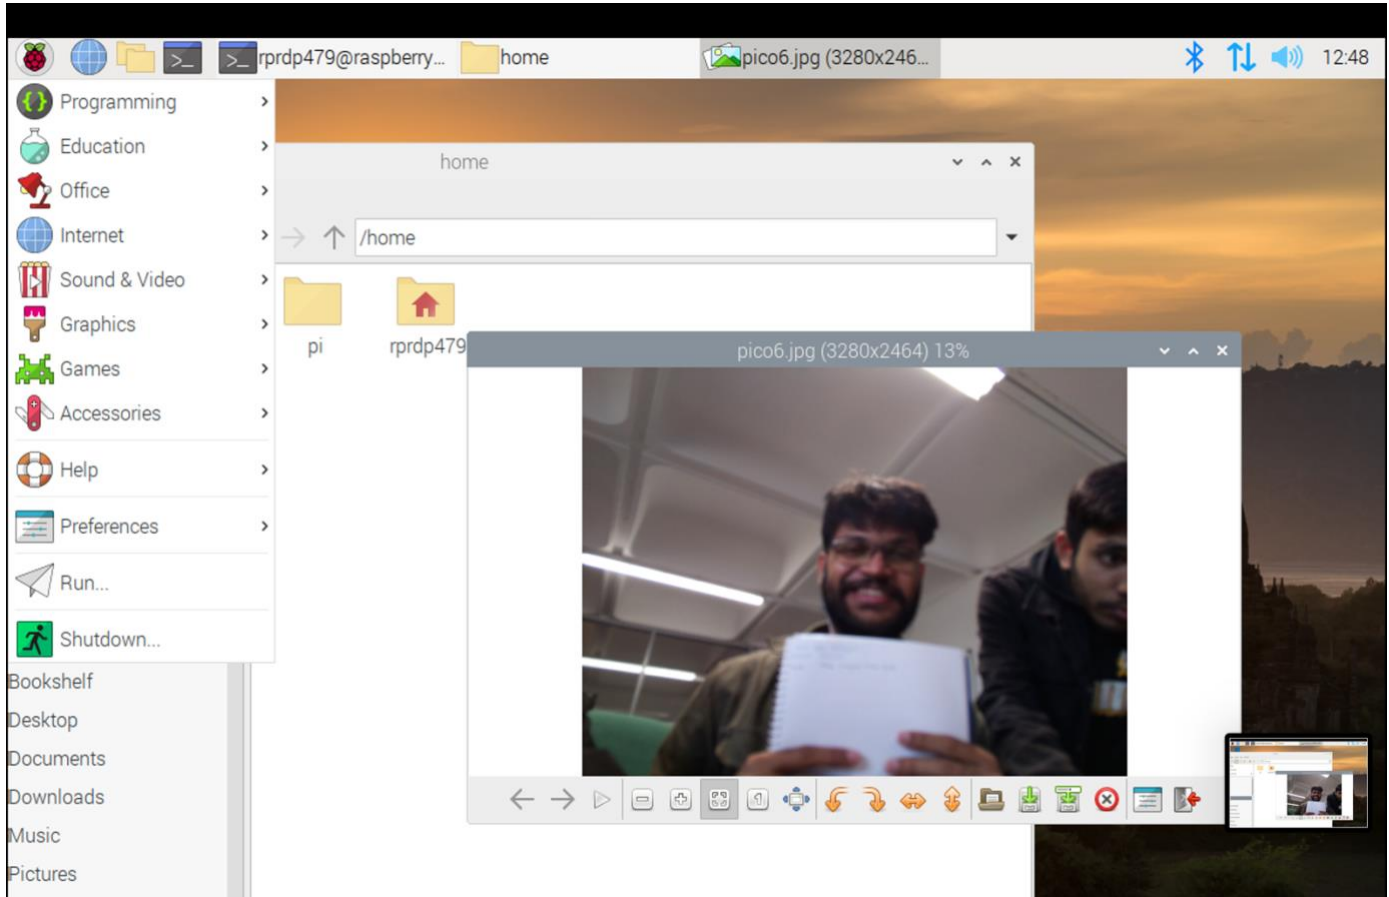 rprdp479@raspberry...
home
pico6.jpg (3280x246...
12:48
Programming
Education
Office
Internet
Sound & Video
Graphics
Games
Accessories
Help
Preferences
Run...
Shutdown...
Bookshelf
Desktop
Documents
Downloads
Music
Pictures
home
/home
pi
rprdp479
pico6.jpg (3280x2464) 13%